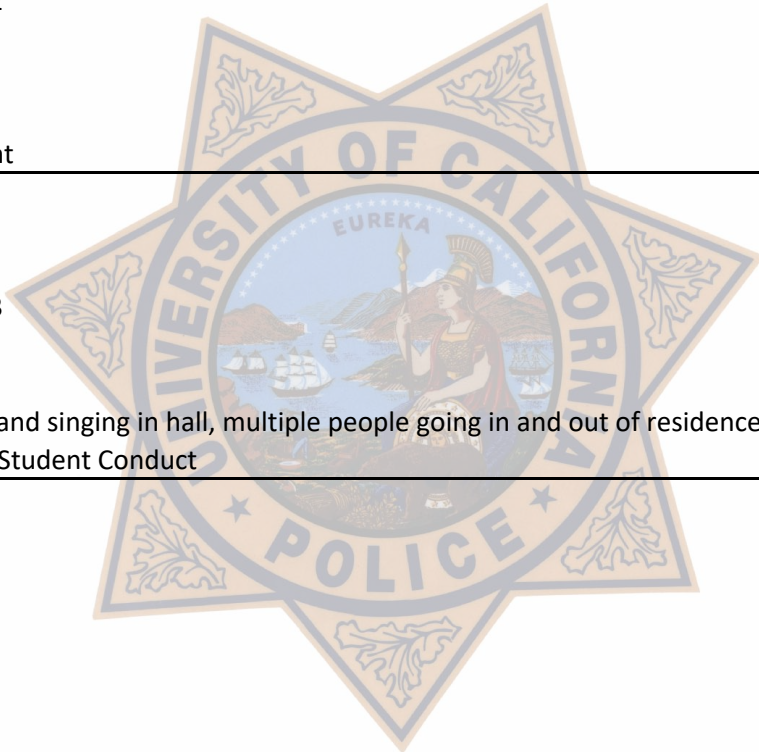 nt
and singing in hall, multiple people going in and out of residence
Student Conduct
UNIVERSITY OF CALIFORNIA
EUREKA
★ POLICE ★